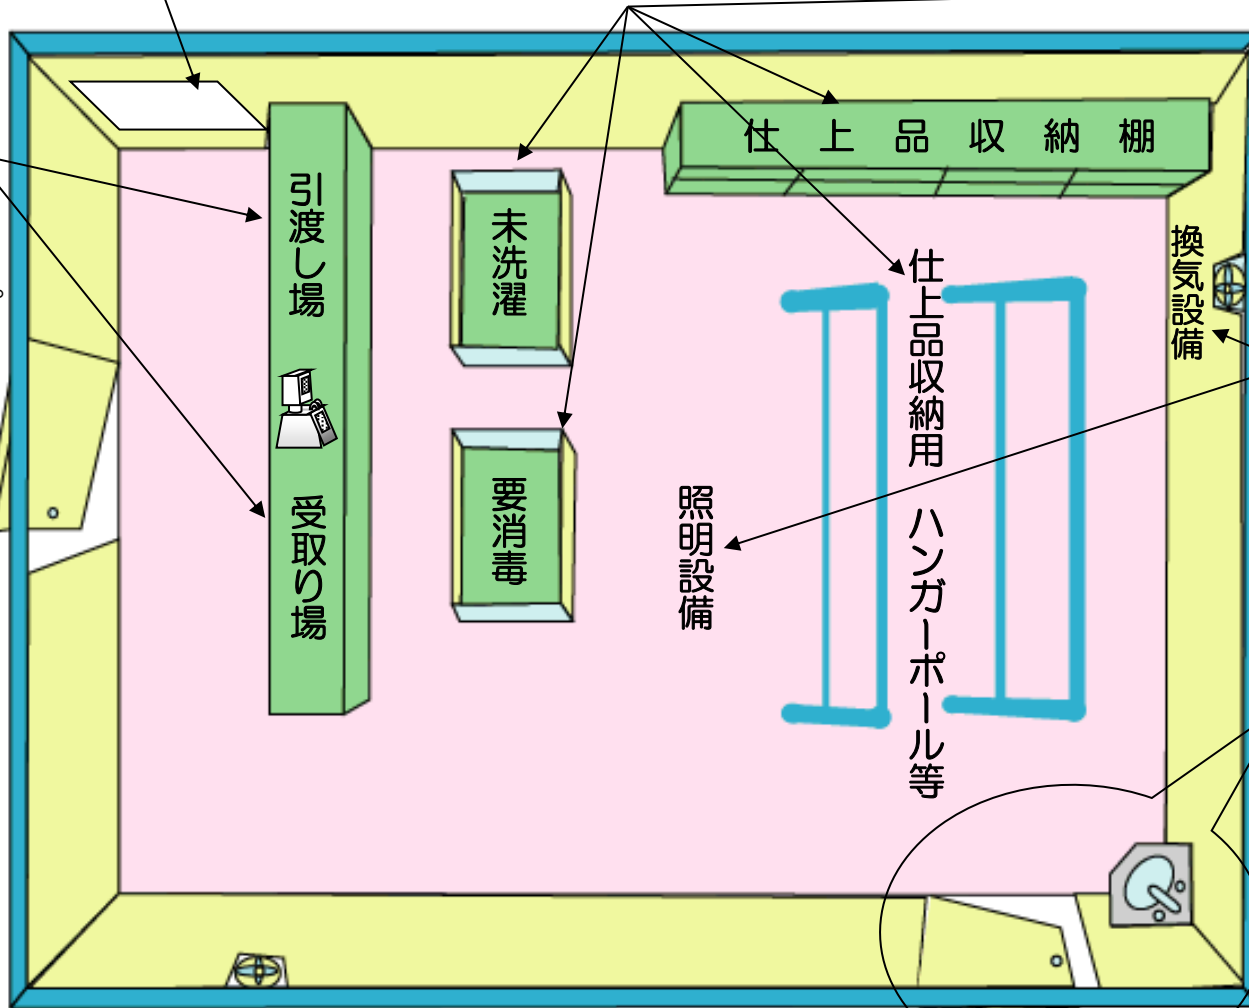 仕上品収納棚
引渡し場
未洗濯
換気設備
仕上品収納用 ハンガーポール等
要消毒
照明設備
受取り場